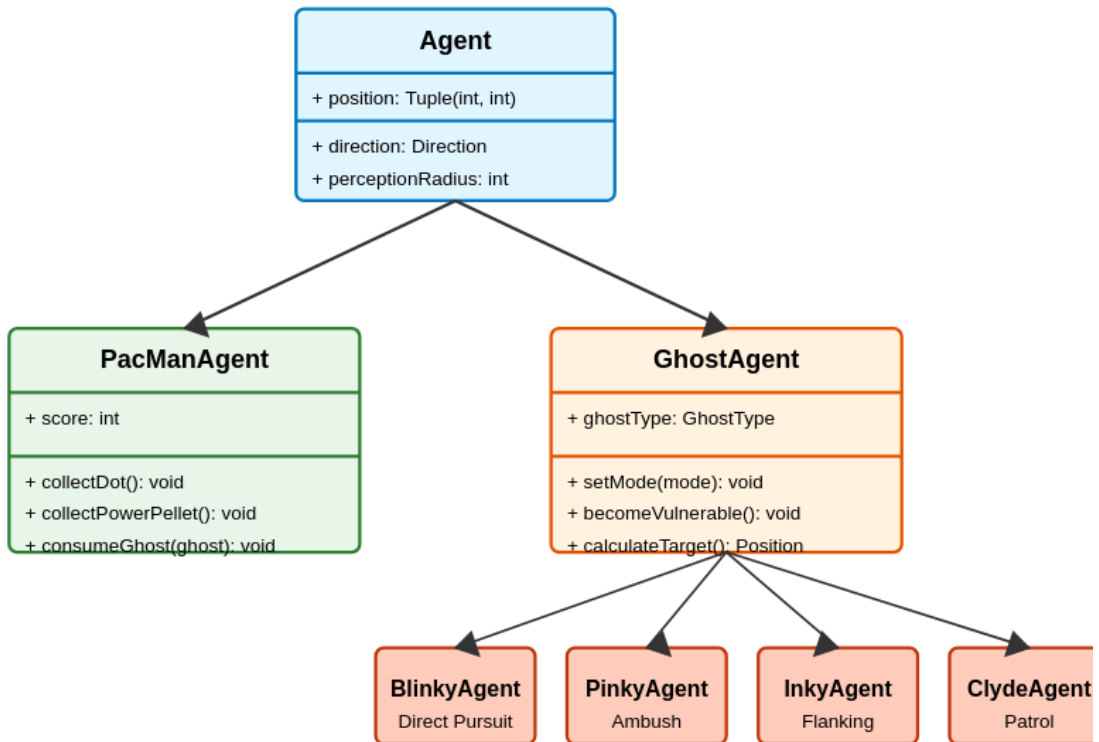 Agent
+ position: Tuple(int, int)
+ direction: Direction
+ perceptionRadius: int
PacManAgent
+ score: int
+ collectDot(): void
+ collectPowerPellet(): void
+ consumeGhost(ghost): void
GhostAgent
+ ghostType: GhostType
+ setMode(mode): void
+ becomeVulnerable(): void
+ calculateTarget(): Position
BlinkyAgent
Direct Pursuit
PinkyAgent
Ambush
InkyAgent
Flanking
ClydeAgent
Patrol